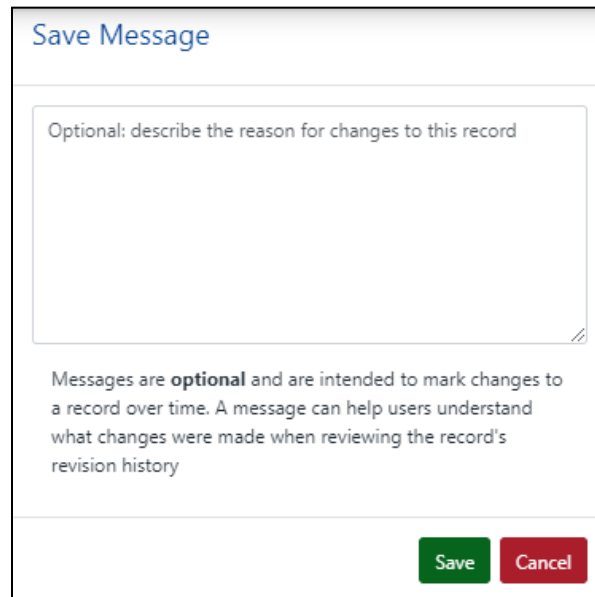 Save Message
Optional: describe the reason for changes to this record
Messages are optional and are intended to mark changes to
a record over time. A message can help users understand
what changes were made when reviewing the record's
revision history
Save Cancel